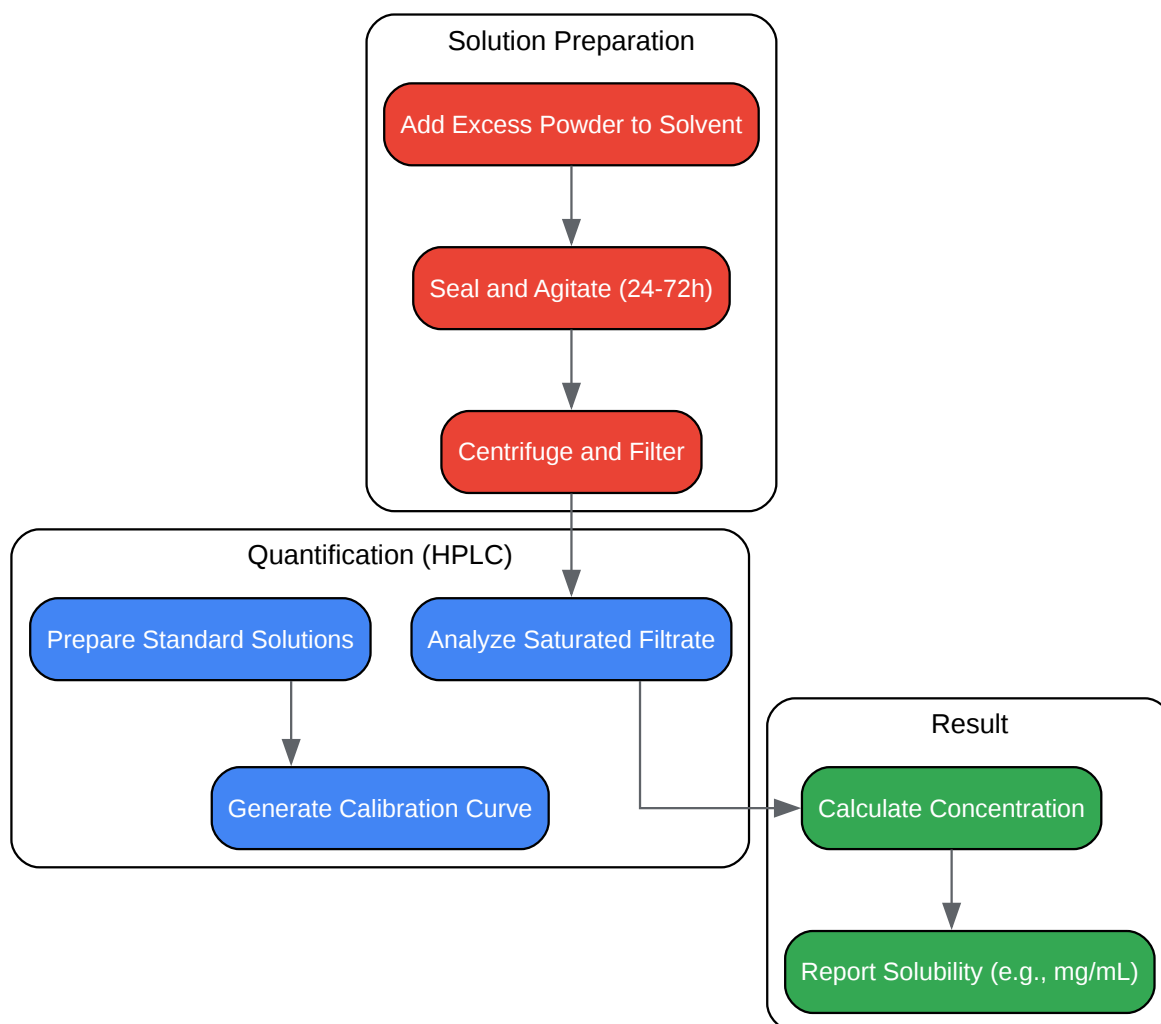 Solution Preparation
Add Excess Powder to Solvent
Seal and Agitate (24-72h)
Centrifuge and Filter
Quantification (HPLC)
Prepare Standard Solutions
Analyze Saturated Filtrate
Generate Calibration Curve
Result
Calculate Concentration
Report Solubility (e.g., mg/mL)